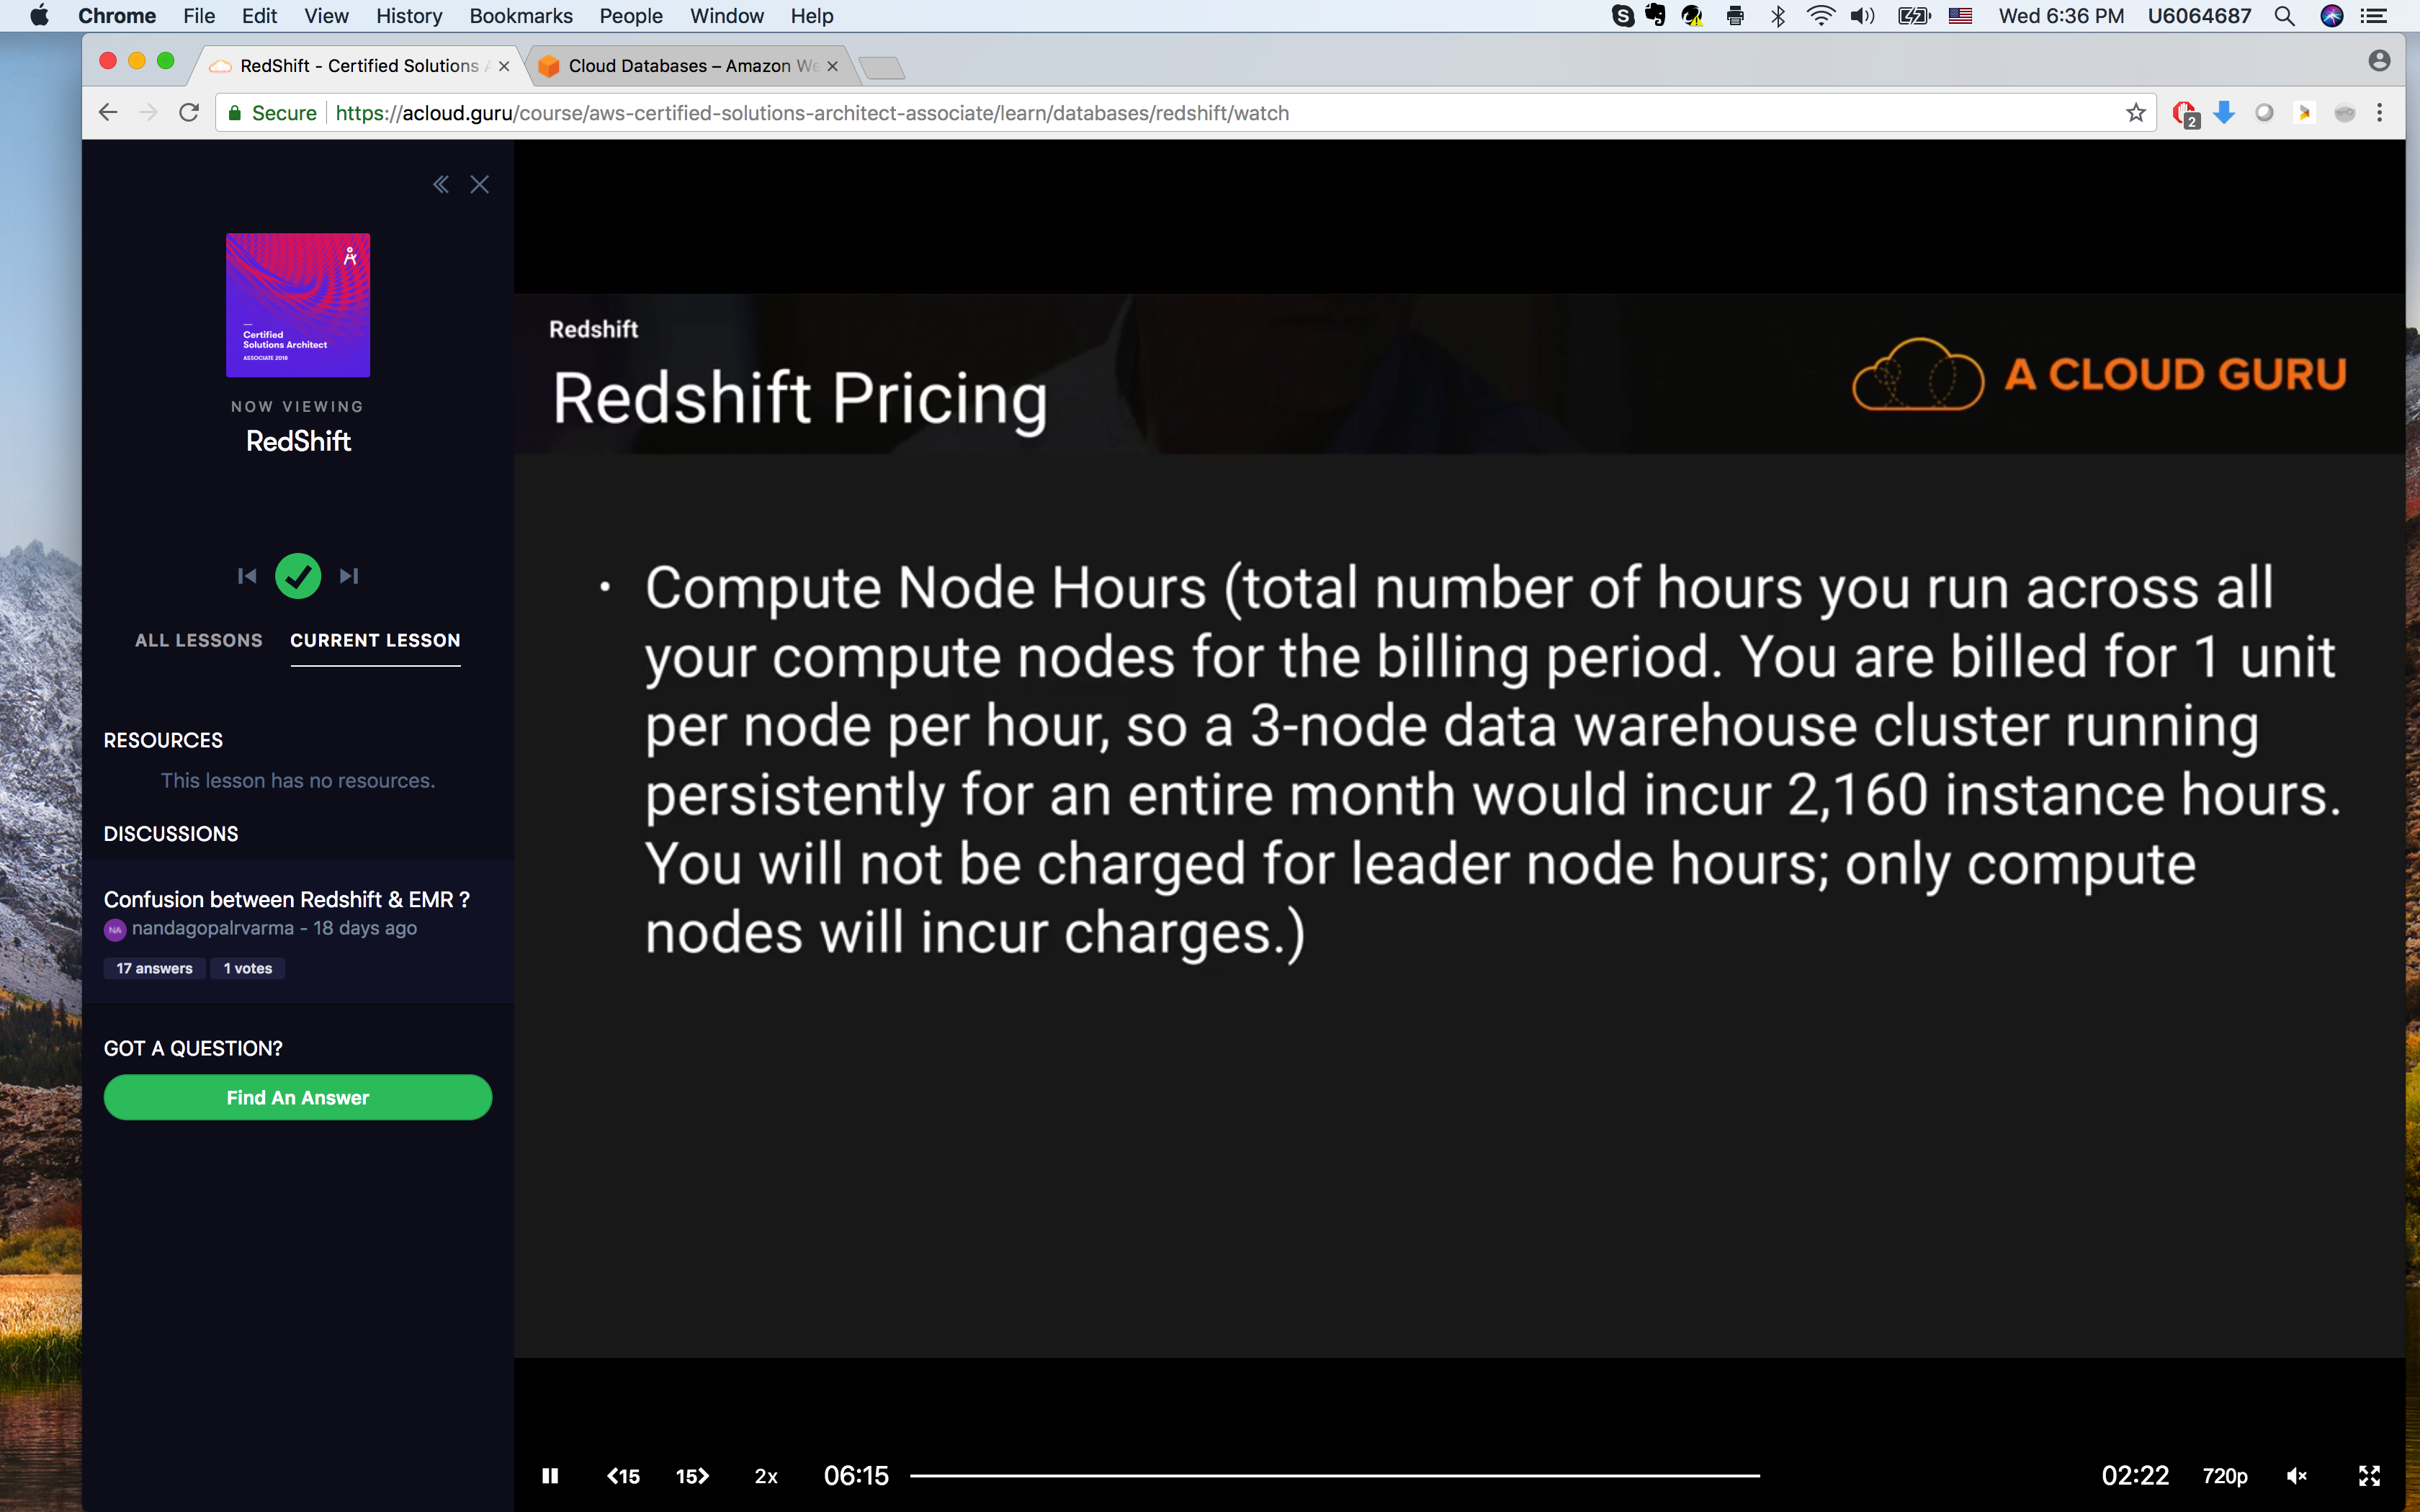 Chrome File Edit View History Bookmarks People Window Help Wed 6:36 PM U6064687
RedShift - Certified Solutions A Cloud Databases – Amazon We
Secure https://acloud.guru/course/aws-certified-solutions-architect-associate/learn/databases/redshift/watch 2
Certified
Solutions Architect
ASSOCIATE 2018
NOW VIEWING
RedShift
ALL LESSONS CURRENT LESSON
RESOURCES
This lesson has no resources.
DISCUSSIONS
Confusion between Redshift & EMR ?
NA nandagopalrvarma - 18 days ago
17 answers 1 votes
GOT A QUESTION?
Find An Answer
Redshift
Redshift Pricing
A CLOUD GURU
• Compute Node Hours (total number of hours you run across all
your compute nodes for the billing period. You are billed for 1 unit
per node per hour, so a 3-node data warehouse cluster running
persistently for an entire month would incur 2,160 instance hours.
You will not be charged for leader node hours; only compute
nodes will incur charges.)
<15 15> 2x 06:15 02:22 720p